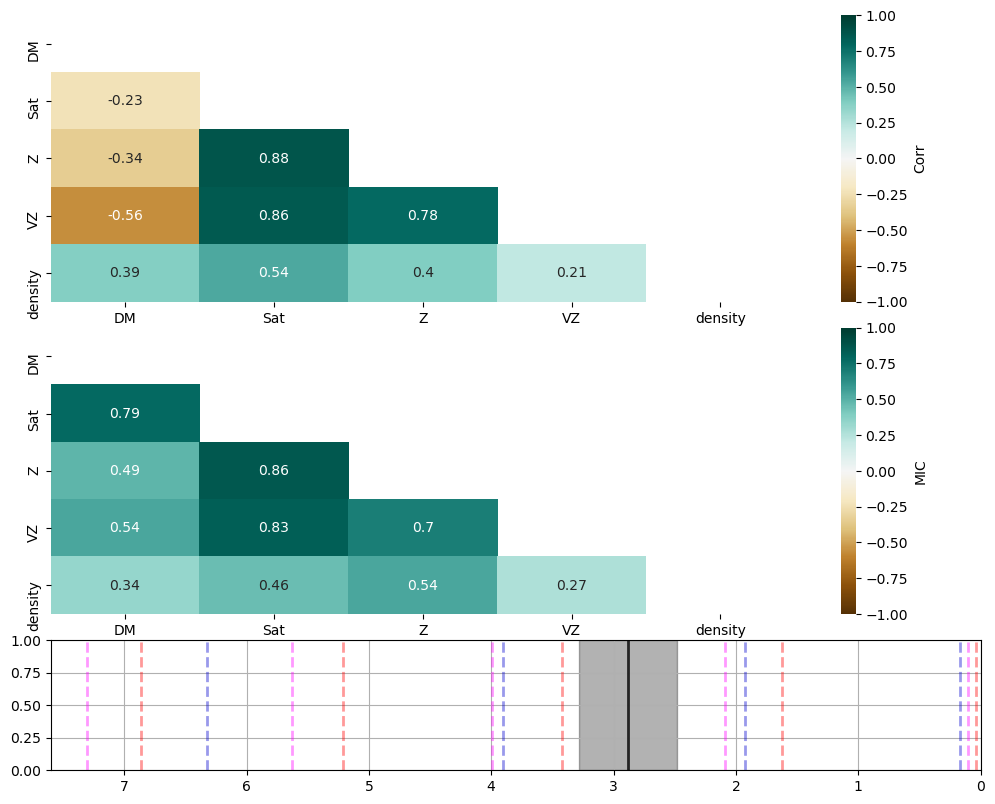 DM
Sat
Z
VZ
density
-0.23
-0.34 0.88
-0.56 0.86 0.78
0.39 0.54 0.4 0.21
DM Sat Z VZ density
1.00
0.75
0.50
0.25
0.00
−0.25
−0.50
−0.75
−1.00
Corr
DM
Sat
Z
VZ
density
0.79
0.49 0.86
0.54 0.83 0.7
0.34 0.46 0.54 0.27
DM Sat Z VZ density
1.00
0.75
0.50
0.25
0.00
−0.25
−0.50
−0.75
−1.00
MIC
1.00
0.75
0.50
0.25
0.00
7 6 5 4 3 2 1 0